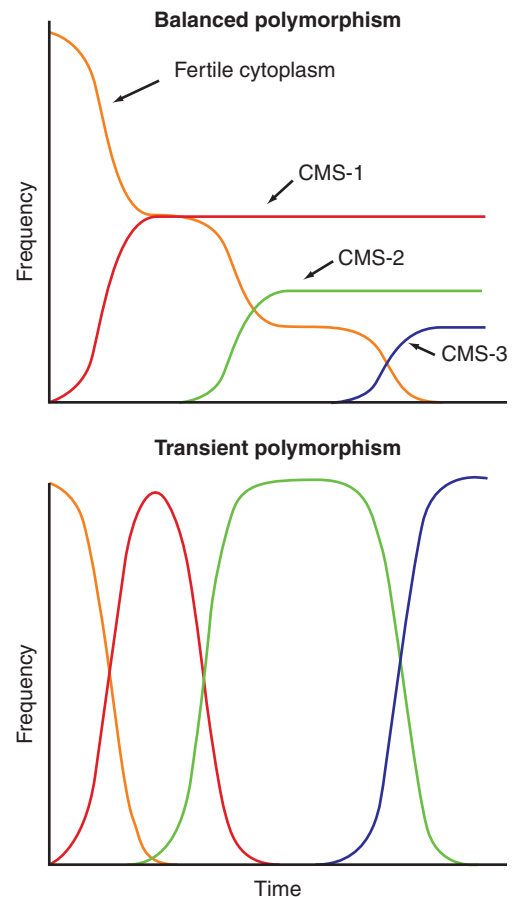 Balanced polymorphism
Fertile cytoplasm
CMS-1
CMS-2
CMS-3
Frequency
Transient polymorphism
Frequency
Time